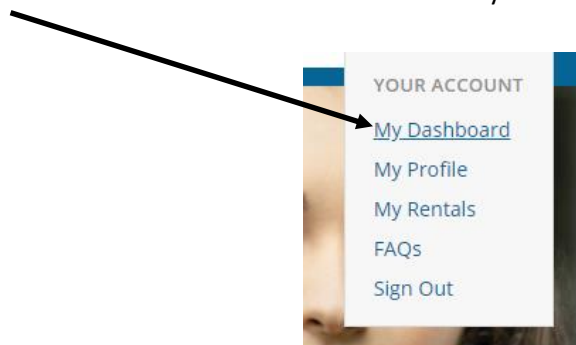 YOUR ACCOUNT
My Dashboard
My Profile
My Rentals
FAQs
Sign Out